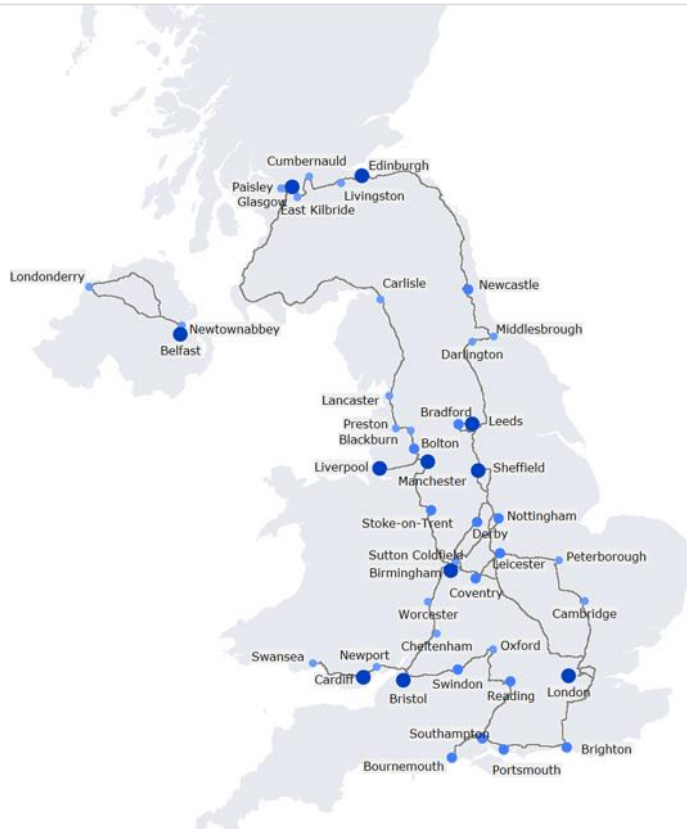 Cumbernauld
Edinburgh
Paisley
Glasgow
Livingston
East Kilbride
Londonderry
Carlisle
Newcastle
Newtownabbey
Belfast
Middlesbrough
Darlington
Lancaster
Bradford
Leeds
Preston
Blackburn
Bolton
Liverpool
Manchester
Sheffield
Stoke-on-Trent
Nottingham
Derby
Sutton Coldfield
Leicester
Peterborough
Birmingham
Coventry
Worcester
Cambridge
Cheltenham
Oxford
Swansea
Newport
Cardiff
Swindon
London
Bristol
Reading
Southampton
Brighton
Bournemouth
Portsmouth